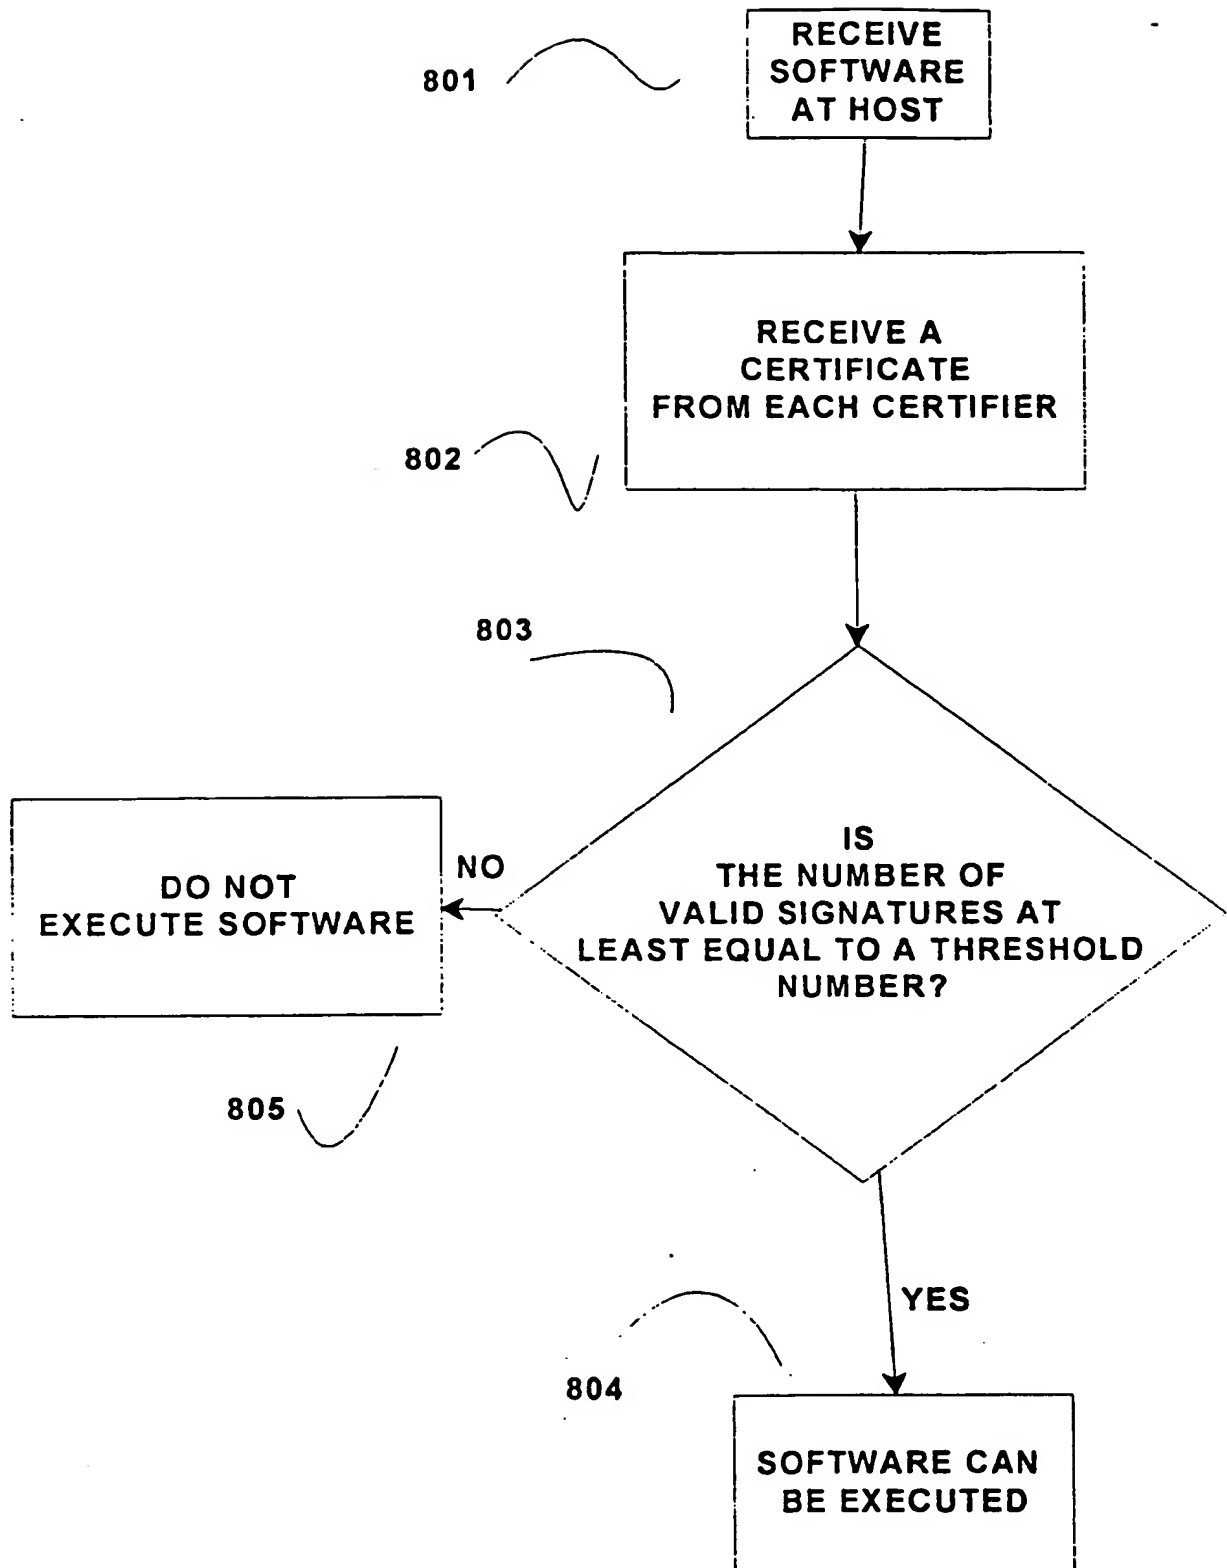 RECEIVE
SOFTWARE
AT HOST
801
RECEIVE A
CERTIFICATE
FROM EACH CERTIFIER
802
803
IS
THE NUMBER OF
VALID SIGNATURES AT
LEAST EQUAL TO A THRESHOLD
NUMBER?
NO
DO NOT
EXECUTE SOFTWARE
805
YES
804
SOFTWARE CAN
BE EXECUTED